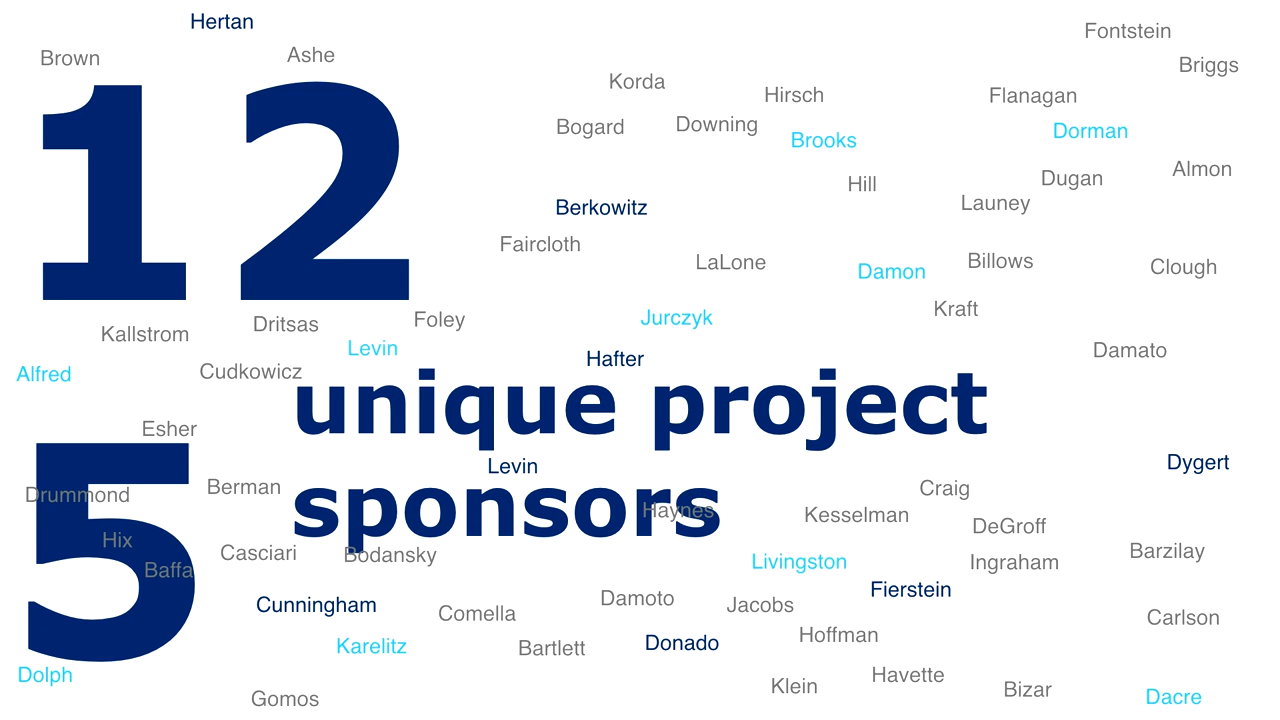 Hertan
Fontstein
Brown
Ashe
Briggs
Korda
Hirsch
Flanagan
12
Bogard
Downing
Brooks
Dorman
Almon
Dugan
Hill
Launey
Berkowitz
Faircloth
LaLone
Damon
Billows
Clough
Kraft
Kallstrom
Dritsas
Foley
Jurczyk
Levin
Damato
Hafter
Alfred
Cudkowicz
unique project
Esher
5
Levin
Dygert
Drummond
Berman
Craig
sponsors
Haynes
Kesselman
DeGroff
Hix
Casciari
Bodansky
Barzilay
Livingston
Ingraham
Baffa
Fierstein
Cunningham
Comella
Damoto
Jacobs
Carlson
Karelitz
Bartlett
Donado
Hoffman
Dolph
Havette
Klein
Bizar
Gomos
Dacre